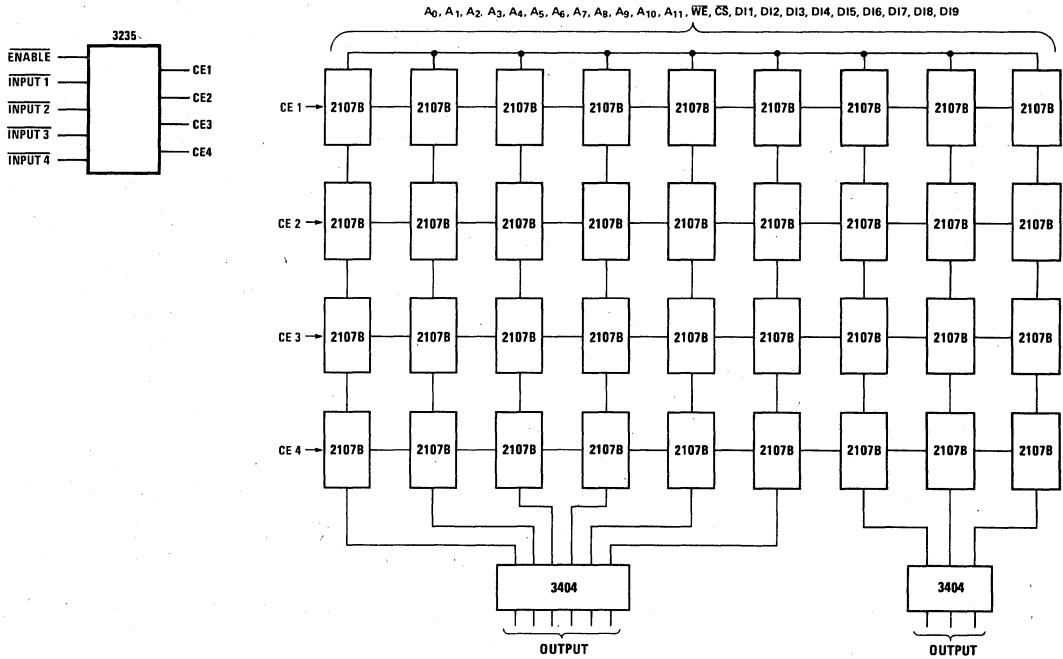 A0, A1, A2. A3, A4, A5, A6, A7, A8, A9, A10, A11, WE, CS, DI1, DI2, DI3, DI4, DI5, DI6, DI7, DI8, DI9
3235
ENABLE
INPUT 1
INPUT 2
INPUT 3
INPUT 4
CE1
CE2
CE3
CE4
CE 1 2107B 2107B 2107B 2107B 2107B 2107B 2107B 2107B 2107B
CE 2 2107B 2107B 2107B 2107B 2107B 2107B 2107B 2107B 2107B
CE 3 2107B 2107B 2107B 2107B 2107B 2107B 2107B 2107B 2107B
CE 4 2107B 2107B 2107B 2107B 2107B 2107B 2107B 2107B 2107B
3404 3404
OUTPUT OUTPUT